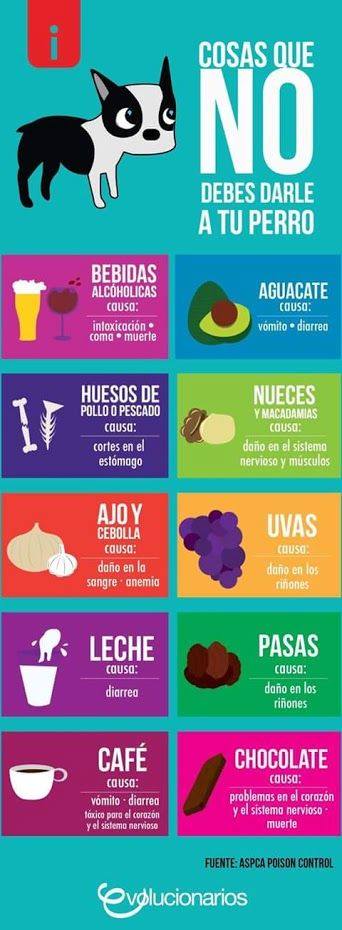 i
COSAS QUE
NO
DEBES DARLE
A TU PERRO
BEBIDAS
ALCÓHOLICAS
causa:
intoxicación •
coma • muerte
AGUACATE
causa:
vómito • diarrea
HUESOS DE
POLLO O PESCADO
causa:
cortes en el
estómago
NUECES
Y MACADAMIAS
causa:
daño en el sistema
nervioso y músculos
AJO Y
CEBOLLA
causa:
daño en la
sangre · anemia
UVAS
causa:
daño en los
riñones
LECHE
causa:
diarrea
PASAS
causa:
daño en los
riñones
CAFÉ
causa:
vómito · diarrea
tóxico para el corazón
y el sistema nervioso
CHOCOLATE
causa:
problemas en el corazón
y el sistema nervioso ·
muerte
FUENTE: ASPCA POISON CONTROL
evolucionarios